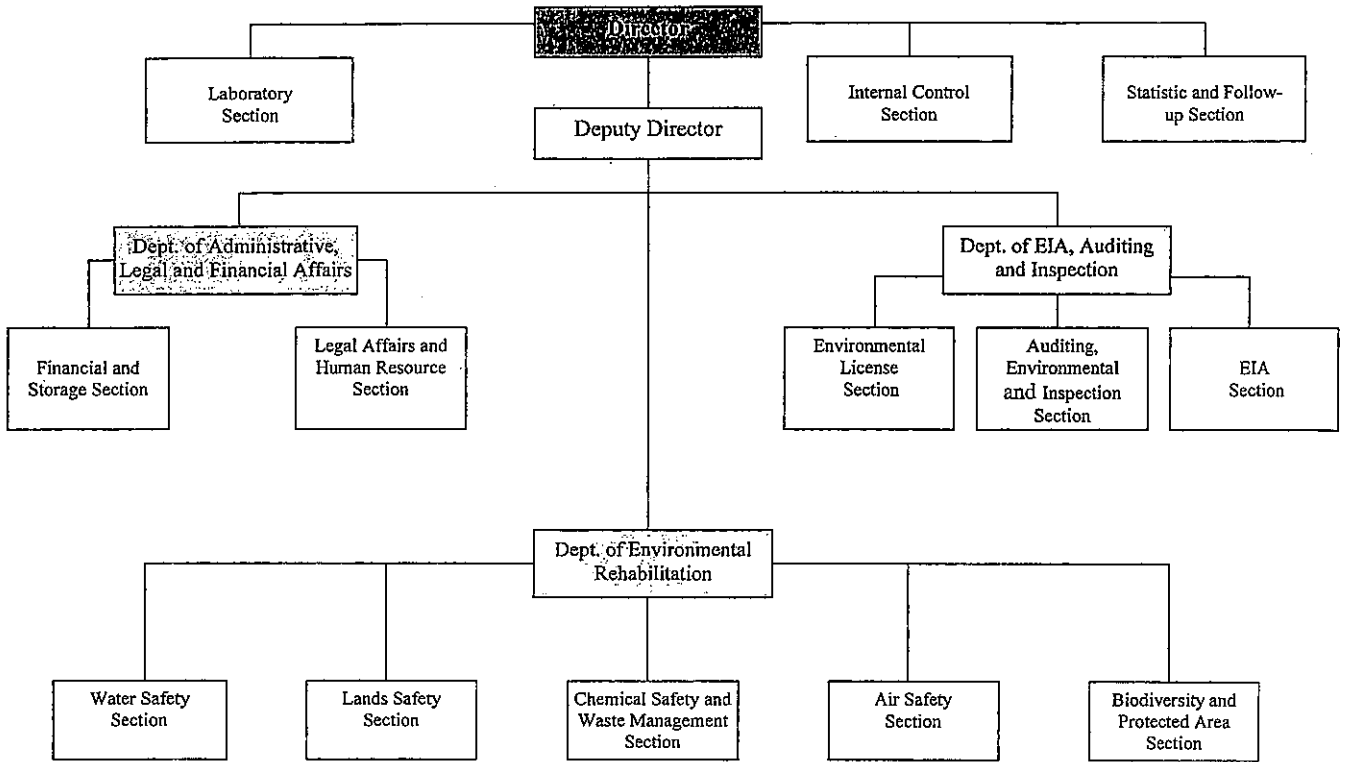 Director
Laboratory
Section
Internal Control
Section
Statistic and Follow-
up Section
Deputy Director
Dept. of Administrative,
Legal and Financial Affairs
Dept. of EIA, Auditing
and Inspection
Financial and
Storage Section
Legal Affairs and
Human Resource
Section
Environmental
License
Section
Auditing,
Environmental
and Inspection
Section
EIA
Section
Dept. of Environmental
Rehabilitation
Water Safety
Section
Lands Safety
Section
Chemical Safety and
Waste Management
Section
Air Safety
Section
Biodiversity and
Protected Area
Section